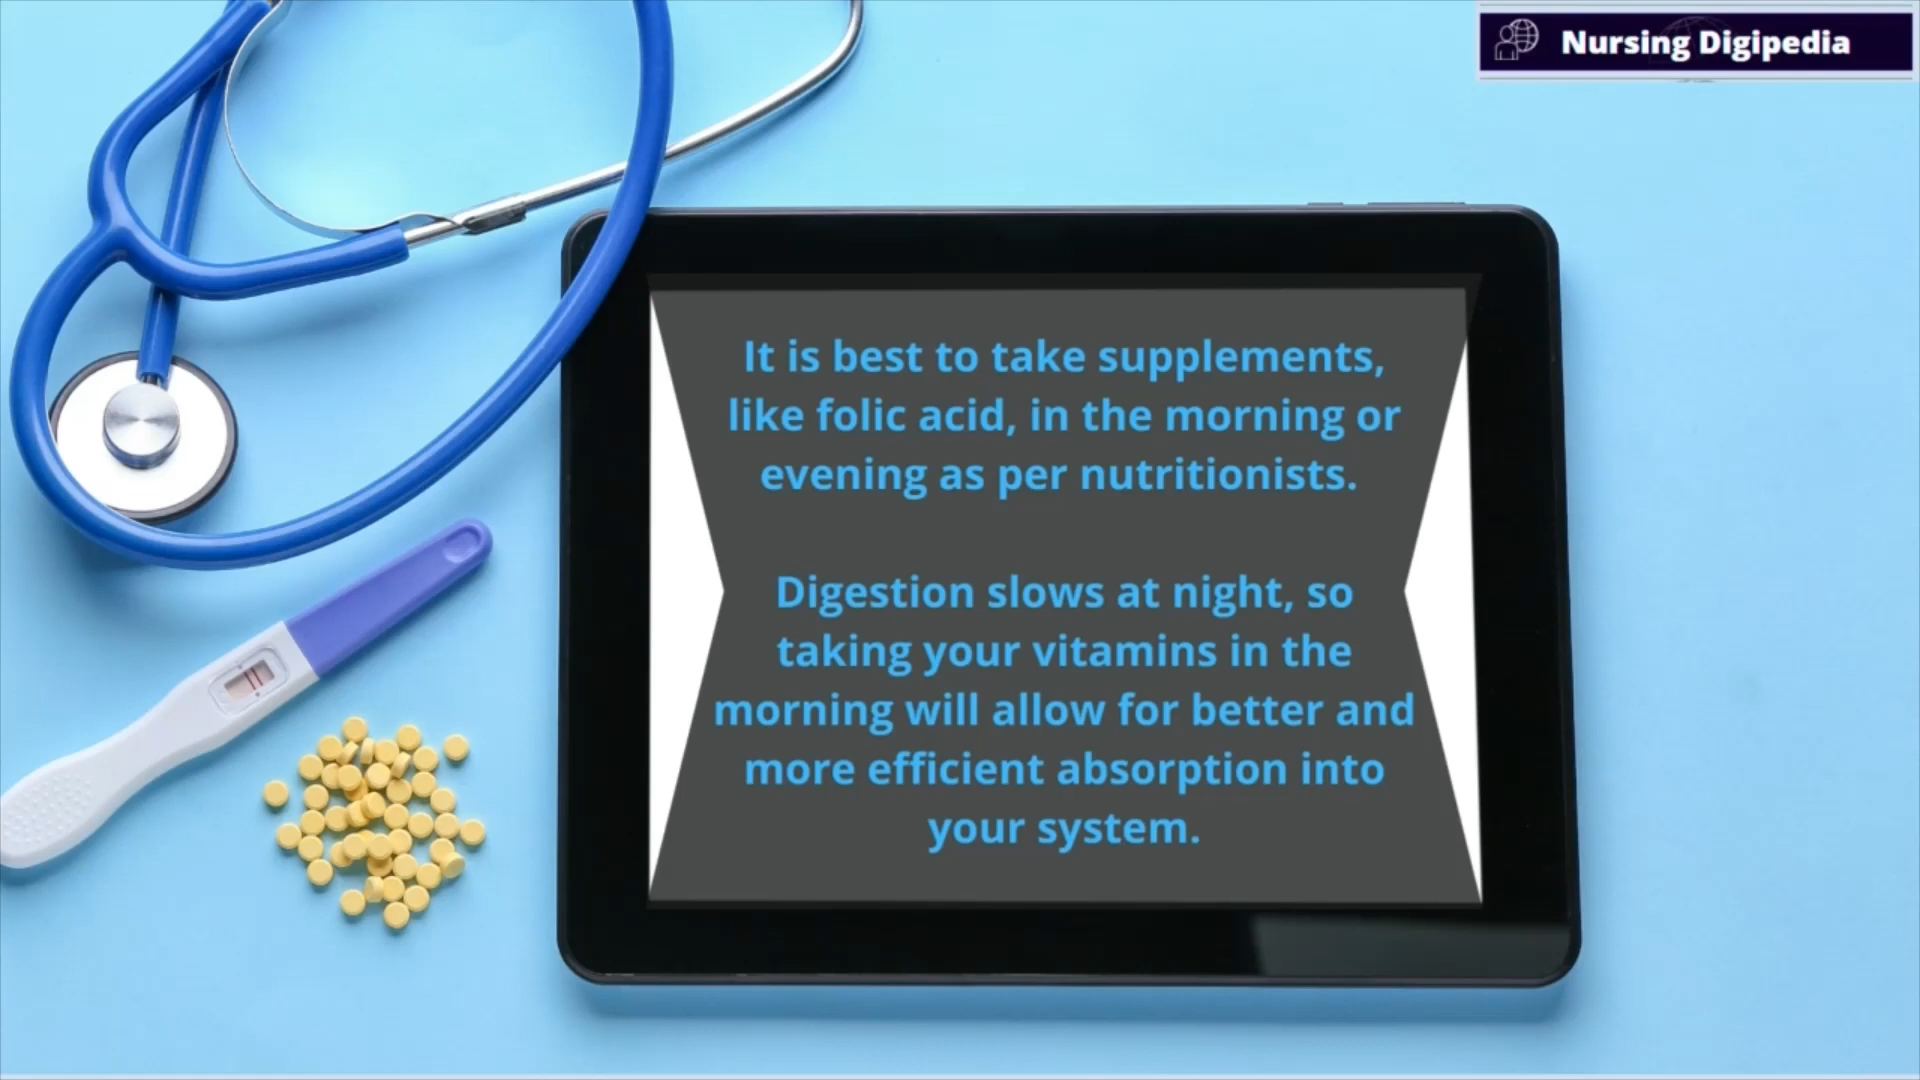 Nursing Digipedia
It is best to take supplements,
like folic acid, in the morning or
evening as per nutritionists.
Digestion slows at night, so
taking your vitamins in the
morning will allow for better and
more efficient absorption into
your system.